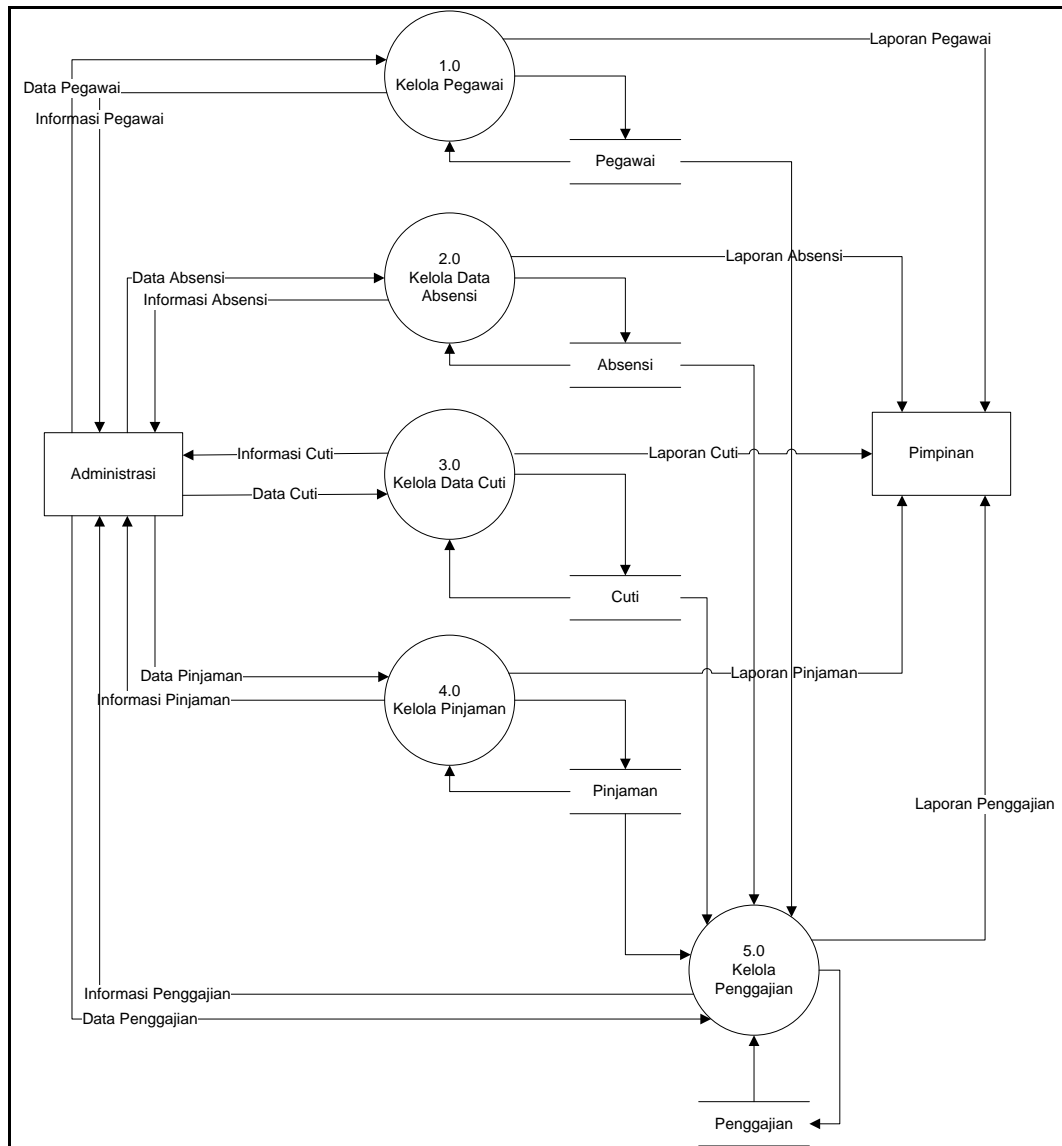 1.0
Kelola Pegawai
Laporan Pegawai
Data Pegawai
Informasi Pegawai
Pegawai
2.0
Kelola Data
Absensi
Laporan Absensi
Data Absensi
Informasi Absensi
Absensi
Administrasi
Informasi Cuti
Data Cuti
3.0
Kelola Data Cuti
Laporan Cuti
Pimpinan
Cuti
Data Pinjaman
Informasi Pinjaman
4.0
Kelola Pinjaman
Laporan Pinjaman
Pinjaman
Laporan Penggajian
5.0
Kelola
Penggajian
Informasi Penggajian
Data Penggajian
Penggajian